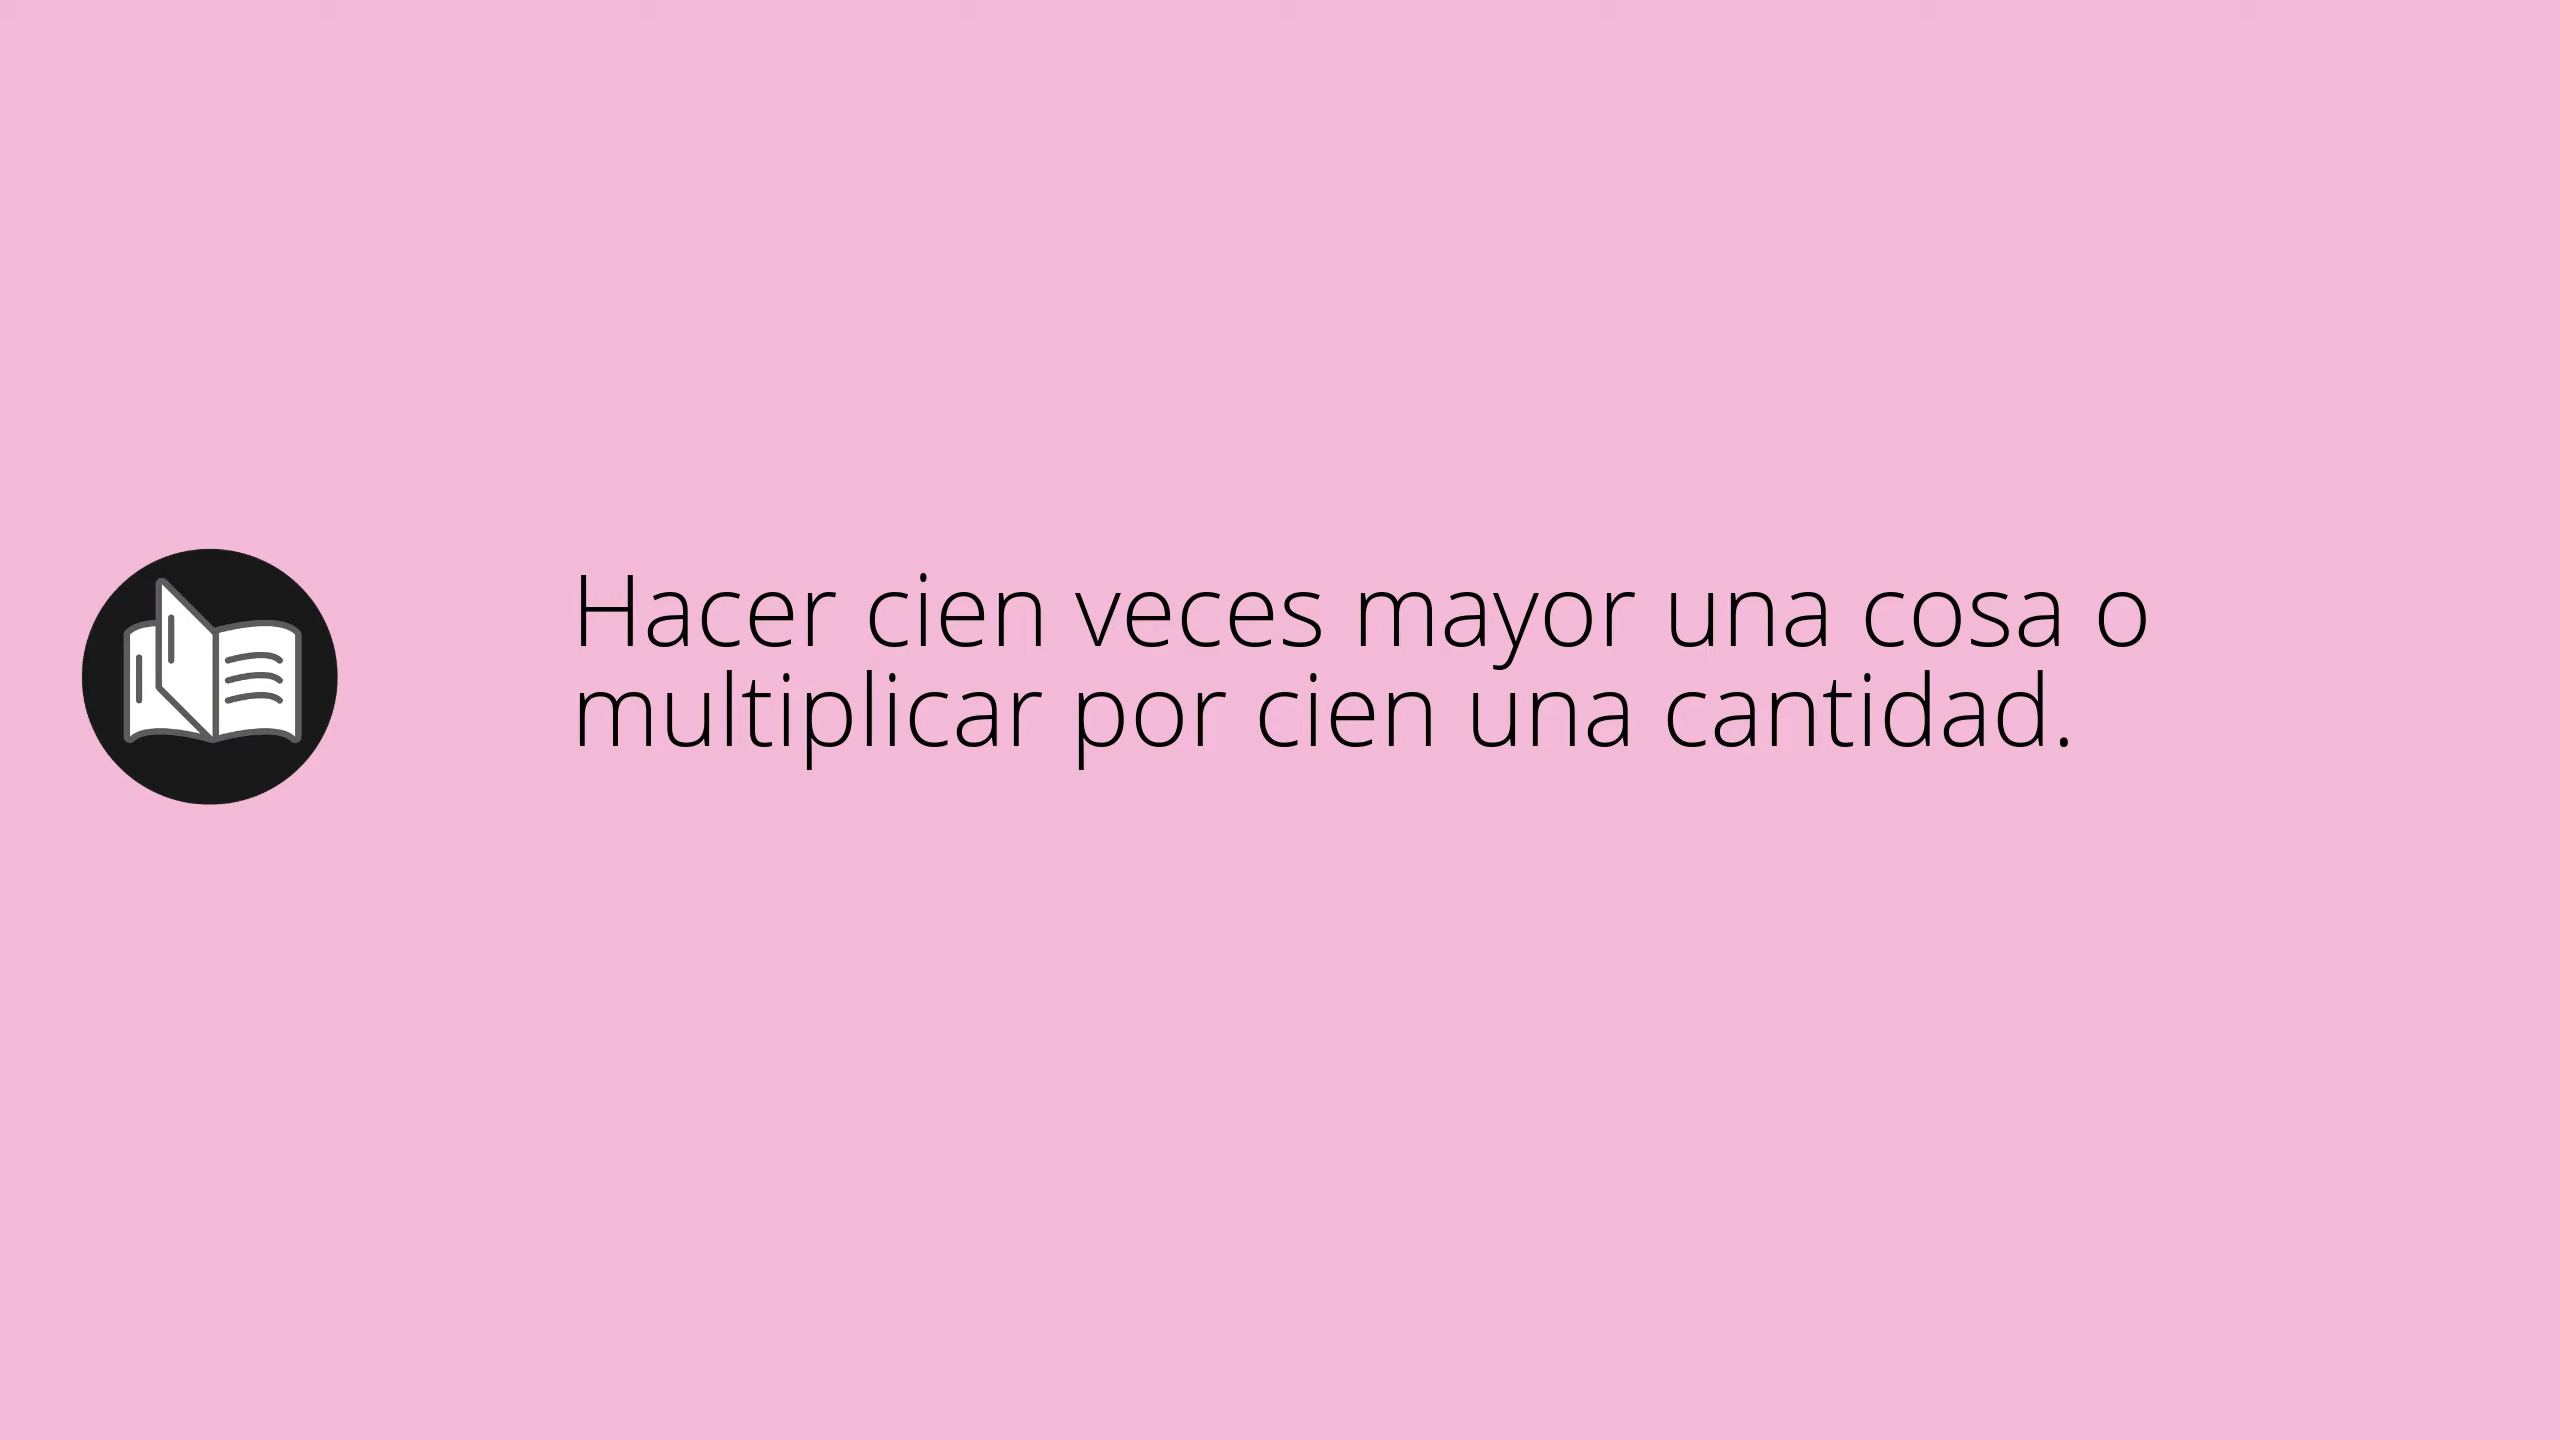 Hacer cien veces mayor una cosa o
multiplicar por cien una cantidad.